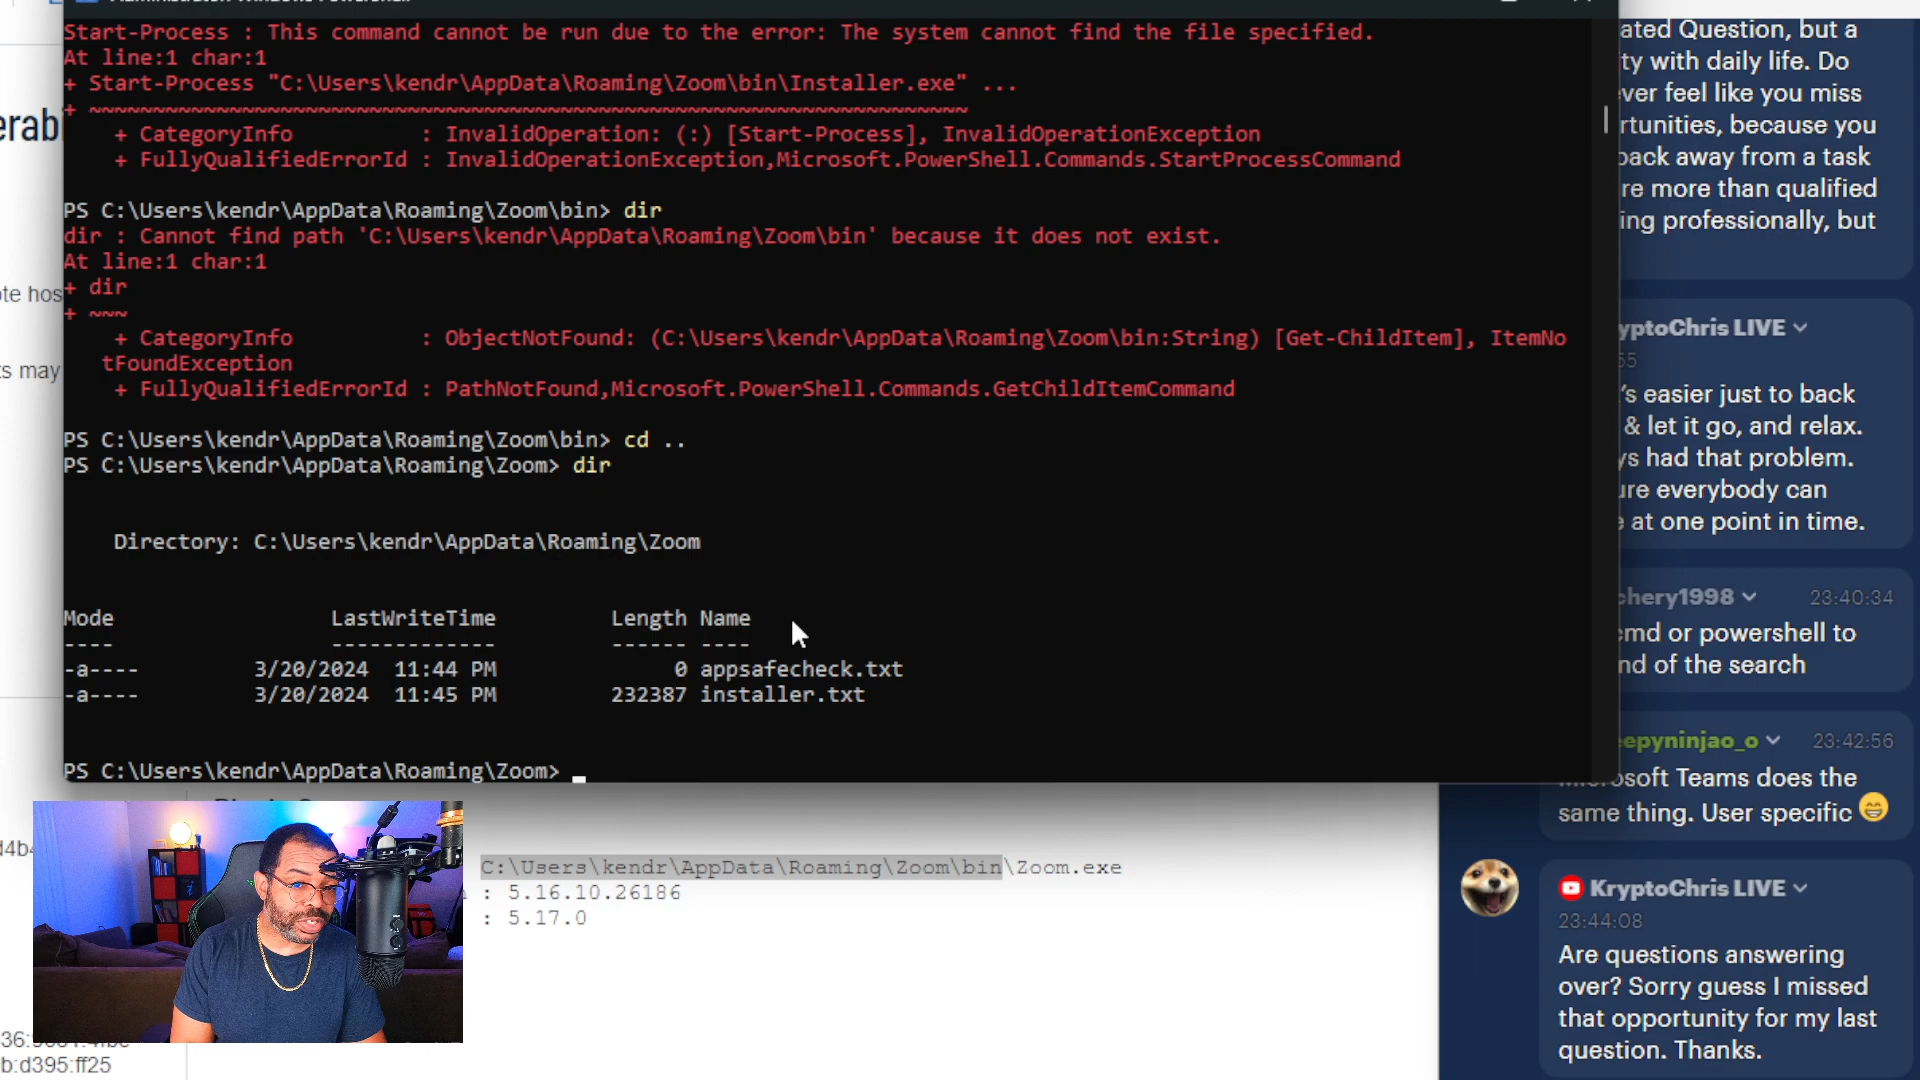 Start-Process : This command cannot be run due to the error: The system cannot find the file specified.
At line:1 char:1
+ Start-Process "C:\Users\kendr\AppData\Roaming\Zoom\bin\Installer.exe" ...
+ ~~~~~~~~~~~~~~~~~~~~~~~~~~~~~~~~~~~~~~~~~~~~~~~~~~~~~~~~~~~~~~~~~~~~~
    + CategoryInfo          : InvalidOperation: (:) [Start-Process], InvalidOperationException
    + FullyQualifiedErrorId : InvalidOperationException,Microsoft.PowerShell.Commands.StartProcessCommand
PS C:\Users\kendr\AppData\Roaming\Zoom\bin> dir
dir : Cannot find path 'C:\Users\kendr\AppData\Roaming\Zoom\bin' because it does not exist.
At line:1 char:1
+ dir
+ ~~~
    + CategoryInfo          : ObjectNotFound: (C:\Users\kendr\AppData\Roaming\Zoom\bin:String) [Get-ChildItem], ItemNo
   tFoundException
    + FullyQualifiedErrorId : PathNotFound,Microsoft.PowerShell.Commands.GetChildItemCommand
PS C:\Users\kendr\AppData\Roaming\Zoom\bin> cd ..
PS C:\Users\kendr\AppData\Roaming\Zoom> dir
    Directory: C:\Users\kendr\AppData\Roaming\Zoom
Mode                 LastWriteTime         Length Name
----                 -------------         ------ ----
-a----         3/20/2024  11:44 PM              0 appsafecheck.txt
-a----         3/20/2024  11:45 PM         232387 installer.txt
PS C:\Users\kendr\AppData\Roaming\Zoom>
C:\Users\kendr\AppData\Roaming\Zoom\bin\Zoom.exe
: 5.16.10.26186
: 5.17.0
b:d395:ff25
ated Question, but a
ty with daily life. Do
ver feel like you miss
rtunities, because you
back away from a task
re more than qualified
ing professionally, but
yptoChris LIVE
55
's easier just to back
& let it go, and relax.
ys had that problem.
ure everybody can
at one point in time.
chery1998 23:40:34
cmd or powershell to
nd of the search
eepyninjao_o 23:42:56
Microsoft Teams does the
same thing. User specific 😁
KryptoChris LIVE
23:44:08
Are questions answering
over? Sorry guess I missed
that opportunity for my last
question. Thanks.